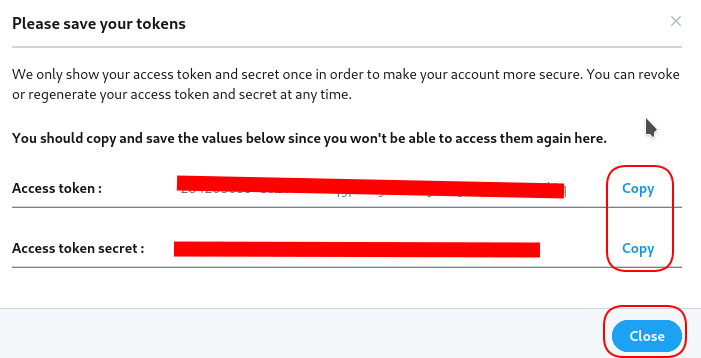 Please save your tokens
We only show your access token and secret once in order to make your account more secure. You can revoke
or regenerate your access token and secret at any time.
You should copy and save the values below since you won't be able to access them again here.
Access token : Copy
Access token secret : Copy
Close